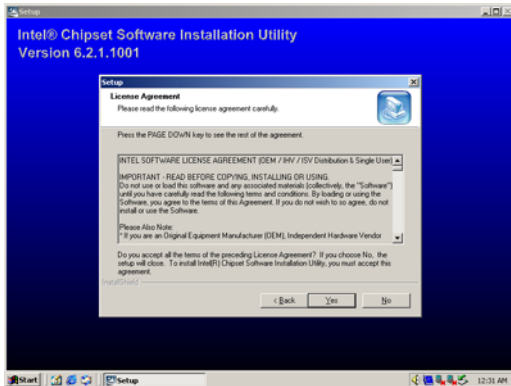 Setup
Intel® Chipset Software Installation Utility
Version 6.2.1.1001
Setup
License Agreement
Please read the following license agreement carefully.
Press the PAGE DOWN key to see the rest of the agreement.
INTEL SOFTWARE LICENSE AGREEMENT (OEM / IHV / ISV Distribution & Single User)
IMPORTANT - READ BEFORE COPYING, INSTALLING OR USING.
Do not use or load this software and any associated materials (collectively, the "Software")
until you have carefully read the following terms and conditions. By loading or using the
Software, you agree to the terms of this Agreement. If you do not wish to so agree, do not
install or use the Software.
Please Also Note:
* If you are an Original Equipment Manufacturer (OEM), Independent Hardware Vendor
Do you accept all the terms of the preceding License Agreement? If you choose No, the
setup will close. To install Intel(R) Chipset Software Installation Utility, you must accept this
agreement.
InstallShield
< Back
Yes
No
Start
Setup
12:31 AM